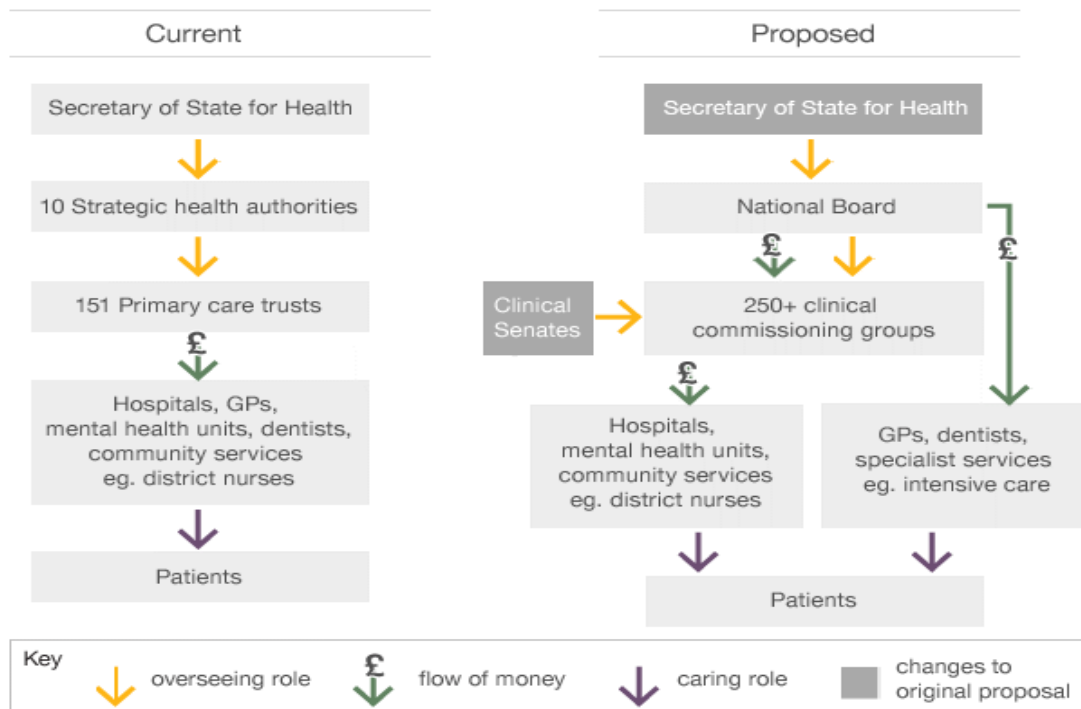 Current
Secretary of State for Health
10 Strategic health authorities
151 Primary care trusts
£
Hospitals, GPs,
mental health units, dentists,
community services
eg. district nurses
Patients
Proposed
Secretary of State for Health
National Board
£
£
Clinical
Senates
250+ clinical
commissioning groups
£
Hospitals,
mental health units,
community services
eg. district nurses
GPs, dentists,
specialist services
eg. intensive care
Patients
Key
overseeing role
£
flow of money
caring role
changes to
original proposal